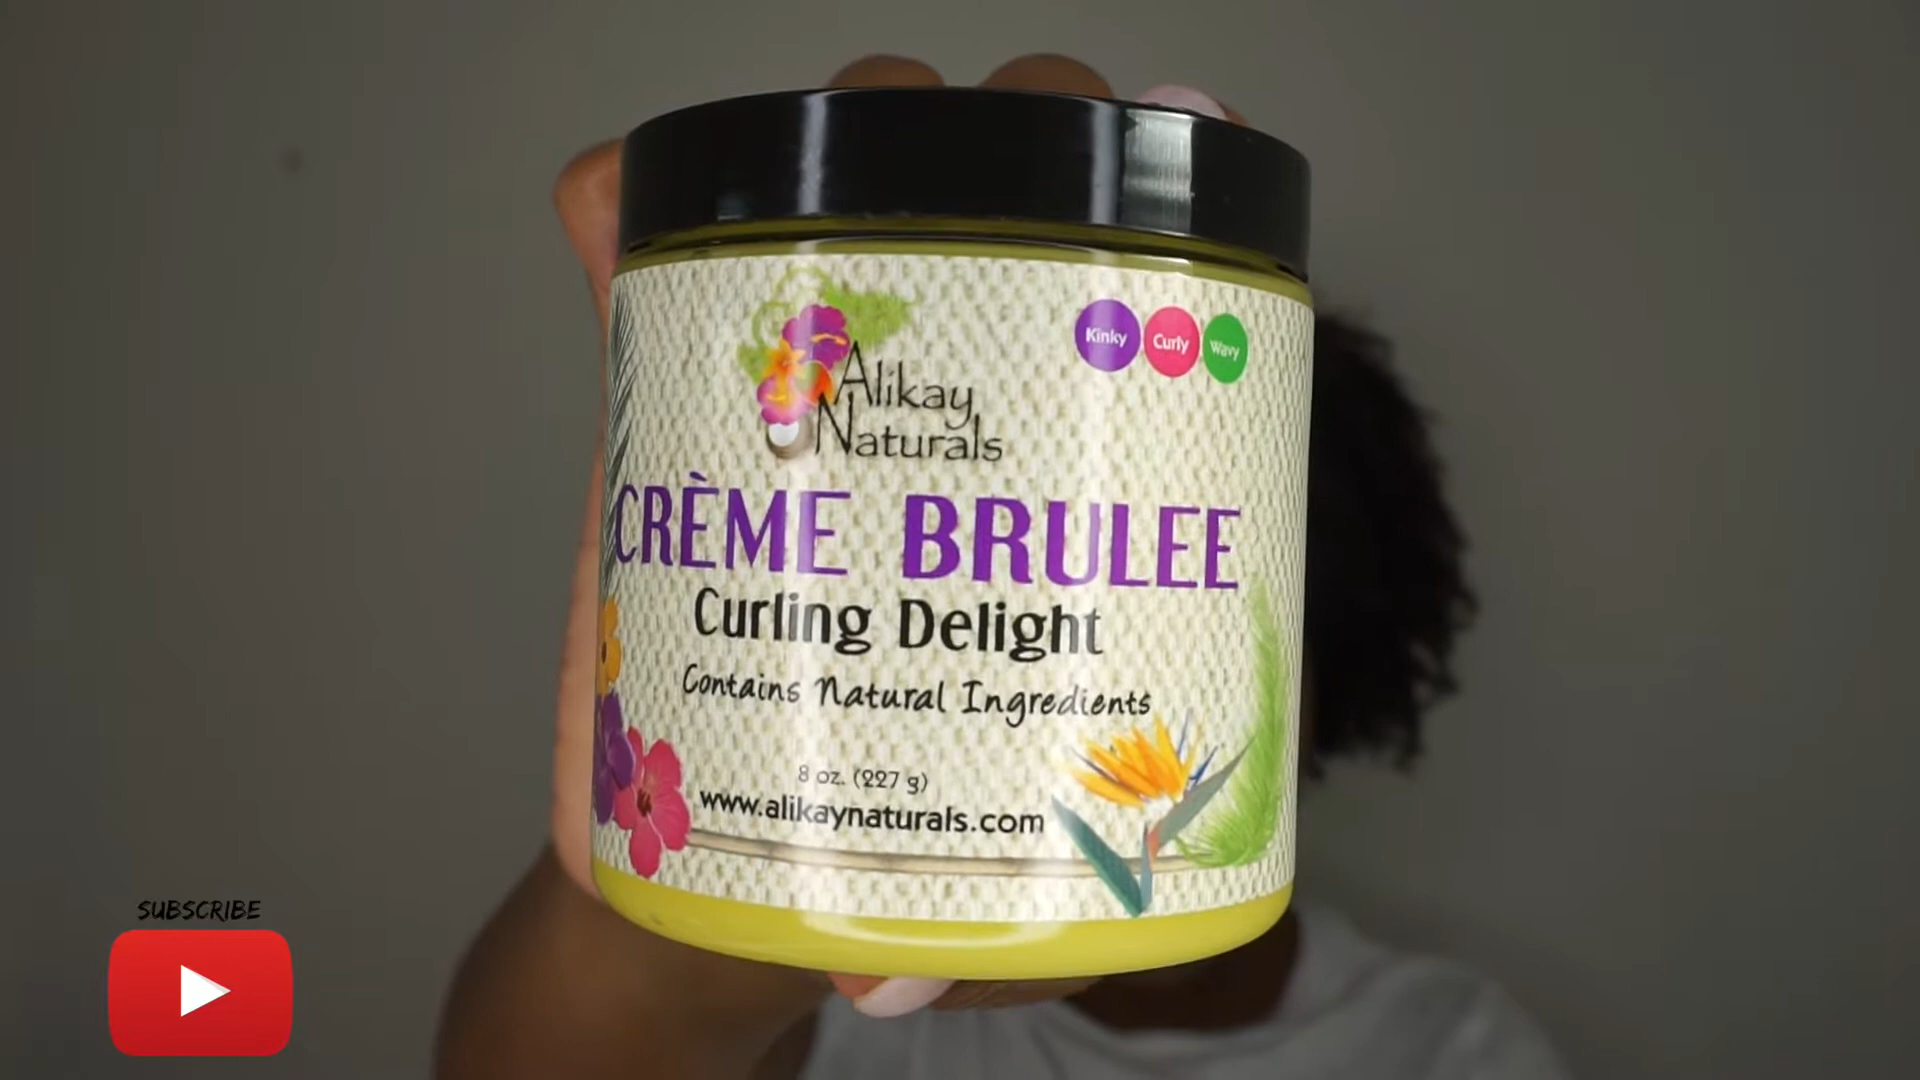 Alikay
Naturals
Kinky
Curly
Wavy
CRÈME BRULEE
Curling Delight
Contains Natural Ingredients
8 oz. (227 g)
www.alikaynaturals.com
SUBSCRIBE